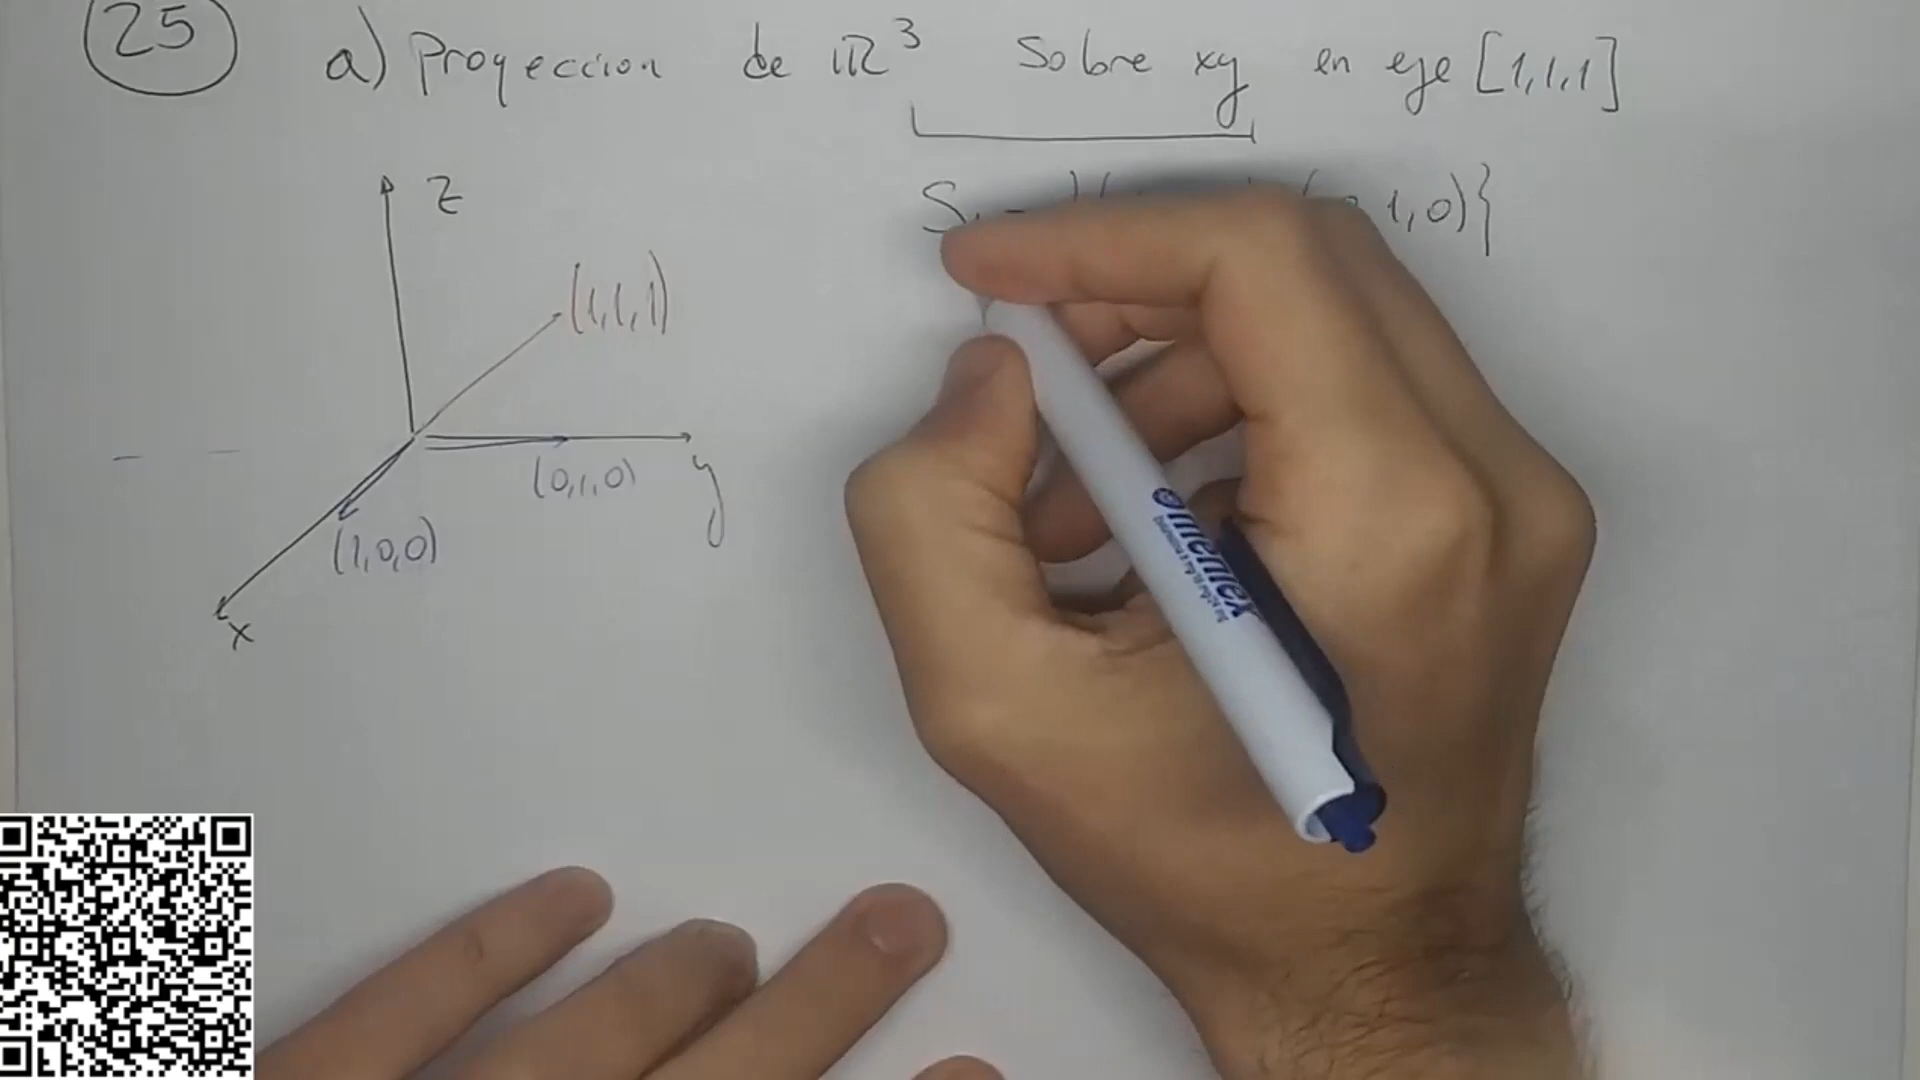 25 a) Proyeccion de ℝ³ sobre xy en eje [1,1,1]
z
(1,1,1)
1,0)}
(0,1,0)
y
(1,0,0)
x
memex